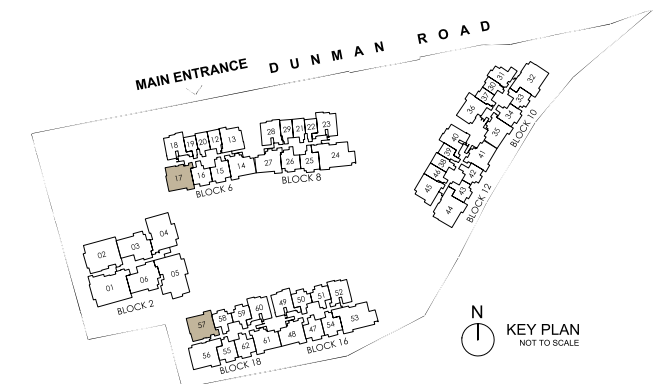 DUNMAN ROAD
MAIN ENTRANCE
18 19 20 12 13
17 16 15 14
BLOCK 6
28 29 21 22 23
27 26 25 24
BLOCK 8
31 32
30
37 33
36 34
35
BLOCK 10
40 41
39
38 42
46 43
45 44
BLOCK 12
02 03 04
01 06 05
BLOCK 2
57 58 59 60
56 55 62 61
BLOCK 18
49 50 51 52
48 47 54 53
BLOCK 16
N
KEY PLAN
NOT TO SCALE